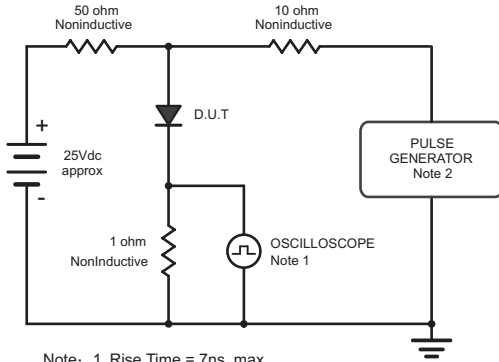 50 ohm
Noninductive
10 ohm
Noninductive
D.U.T
+
25Vdc
approx
-
PULSE
GENERATOR
Note 2
1 ohm
NonInductive
OSCILLOSCOPE
Note 1
Note: 1. Rise Time = 7ns, max.